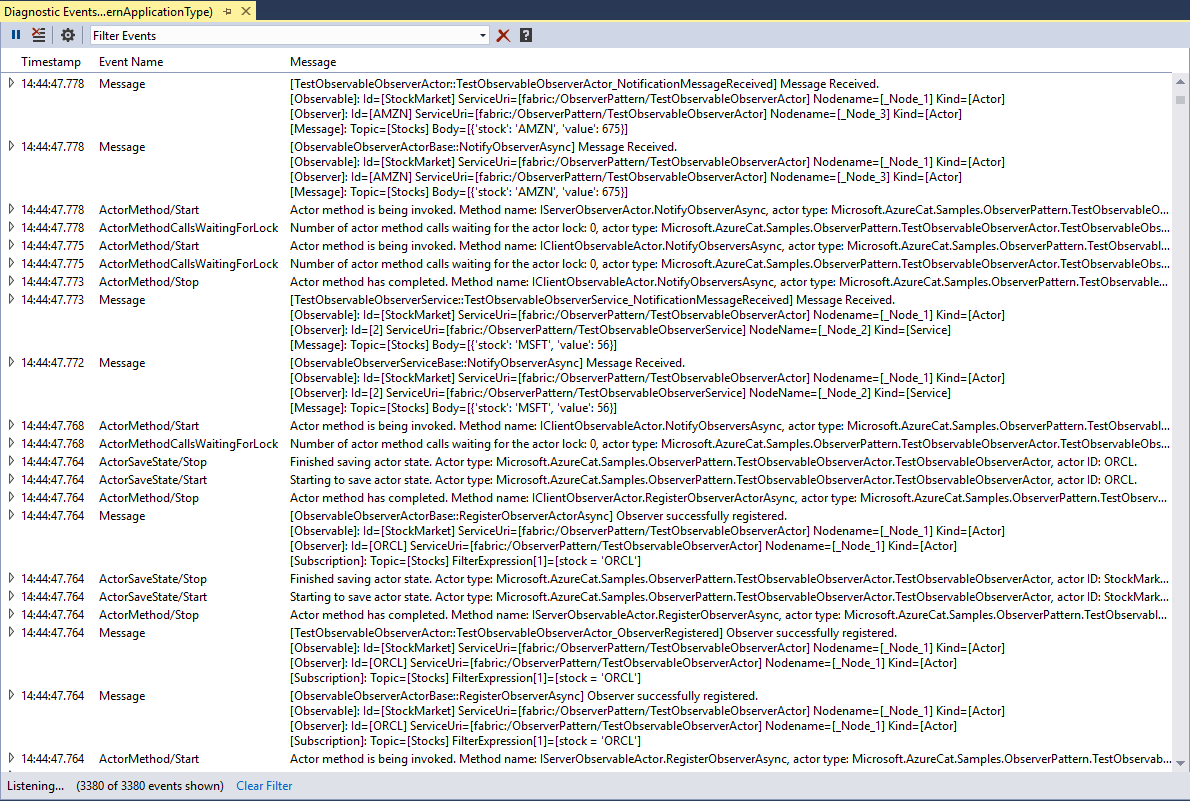 Diagnostic Events...ernApplicationType)
Filter Events
Timestamp Event Name Message
14:44:47.778 Message [TestObservableObserverActor::TestObservableObserverActor_NotificationMessageReceived] Message Received.
[Observable]: Id=[StockMarket] ServiceUri=[fabric:/ObserverPattern/TestObservableObserverActor] Nodename=[_Node_1] Kind=[Actor]
[Observer]: Id=[AMZN] ServiceUri=[fabric:/ObserverPattern/TestObservableObserverActor] Nodename=[_Node_3] Kind=[Actor]
[Message]: Topic=[Stocks] Body=[{'stock': 'AMZN', 'value': 675}]
14:44:47.778 Message [ObservableObserverActorBase::NotifyObserverAsync] Message Received.
[Observable]: Id=[StockMarket] ServiceUri=[fabric:/ObserverPattern/TestObservableObserverActor] Nodename=[_Node_1] Kind=[Actor]
[Observer]: Id=[AMZN] ServiceUri=[fabric:/ObserverPattern/TestObservableObserverActor] Nodename=[_Node_3] Kind=[Actor]
[Message]: Topic=[Stocks] Body=[{'stock': 'AMZN', 'value': 675}]
14:44:47.778 ActorMethod/Start Actor method is being invoked. Method name: IServerObserverActor.NotifyObserverAsync, actor type: Microsoft.AzureCat.Samples.ObserverPattern.TestObservableO...
14:44:47.778 ActorMethodCallsWaitingForLock Number of actor method calls waiting for the actor lock: 0, actor type: Microsoft.AzureCat.Samples.ObserverPattern.TestObservableObserverActor.TestObservableObs...
14:44:47.775 ActorMethod/Start Actor method is being invoked. Method name: IClientObservableActor.NotifyObserversAsync, actor type: Microsoft.AzureCat.Samples.ObserverPattern.TestObservabl...
14:44:47.775 ActorMethodCallsWaitingForLock Number of actor method calls waiting for the actor lock: 0, actor type: Microsoft.AzureCat.Samples.ObserverPattern.TestObservableObserverActor.TestObservableObs...
14:44:47.773 ActorMethod/Stop Actor method has completed. Method name: IClientObservableActor.NotifyObserversAsync, actor type: Microsoft.AzureCat.Samples.ObserverPattern.TestObservable...
14:44:47.773 Message [TestObservableObserverService::TestObservableObserverService_NotificationMessageReceived] Message Received.
[Observable]: Id=[StockMarket] ServiceUri=[fabric:/ObserverPattern/TestObservableObserverActor] Nodename=[_Node_1] Kind=[Actor]
[Observer]: Id=[2] ServiceUri=[fabric:/ObserverPattern/TestObservableObserverService] NodeName=[_Node_2] Kind=[Service]
[Message]: Topic=[Stocks] Body=[{'stock': 'MSFT', 'value': 56}]
14:44:47.772 Message [ObservableObserverServiceBase::NotifyObserverAsync] Message Received.
[Observable]: Id=[StockMarket] ServiceUri=[fabric:/ObserverPattern/TestObservableObserverActor] Nodename=[_Node_1] Kind=[Actor]
[Observer]: Id=[2] ServiceUri=[fabric:/ObserverPattern/TestObservableObserverService] NodeName=[_Node_2] Kind=[Service]
[Message]: Topic=[Stocks] Body=[{'stock': 'MSFT', 'value': 56}]
14:44:47.768 ActorMethod/Start Actor method is being invoked. Method name: IClientObservableActor.NotifyObserversAsync, actor type: Microsoft.AzureCat.Samples.ObserverPattern.TestObservabl...
14:44:47.768 ActorMethodCallsWaitingForLock Number of actor method calls waiting for the actor lock: 0, actor type: Microsoft.AzureCat.Samples.ObserverPattern.TestObservableObserverActor.TestObservableObs...
14:44:47.764 ActorSaveState/Stop Finished saving actor state. Actor type: Microsoft.AzureCat.Samples.ObserverPattern.TestObservableObserverActor.TestObservableObserverActor, actor ID: ORCL.
14:44:47.764 ActorSaveState/Start Starting to save actor state. Actor type: Microsoft.AzureCat.Samples.ObserverPattern.TestObservableObserverActor.TestObservableObserverActor, actor ID: ORCL.
14:44:47.764 ActorMethod/Stop Actor method has completed. Method name: IClientObserverActor.RegisterObserverActorAsync, actor type: Microsoft.AzureCat.Samples.ObserverPattern.TestObserv...
14:44:47.764 Message [ObservableObserverActorBase::RegisterObserverActorAsync] Observer successfully registered.
[Observable]: Id=[StockMarket] ServiceUri=[fabric:/ObserverPattern/TestObservableObserverActor] Nodename=[_Node_1] Kind=[Actor]
[Observer]: Id=[ORCL] ServiceUri=[fabric:/ObserverPattern/TestObservableObserverActor] Nodename=[_Node_1] Kind=[Actor]
[Subscription]: Topic=[Stocks] FilterExpression[1]=[stock = 'ORCL']
14:44:47.764 ActorSaveState/Stop Finished saving actor state. Actor type: Microsoft.AzureCat.Samples.ObserverPattern.TestObservableObserverActor.TestObservableObserverActor, actor ID: StockMark...
14:44:47.764 ActorSaveState/Start Starting to save actor state. Actor type: Microsoft.AzureCat.Samples.ObserverPattern.TestObservableObserverActor.TestObservableObserverActor, actor ID: StockMark...
14:44:47.764 ActorMethod/Stop Actor method has completed. Method name: IServerObservableActor.RegisterObserverAsync, actor type: Microsoft.AzureCat.Samples.ObserverPattern.TestObservabl...
14:44:47.764 Message [TestObservableObserverActor::TestObservableObserverActor_ObserverRegistered] Observer successfully registered.
[Observable]: Id=[StockMarket] ServiceUri=[fabric:/ObserverPattern/TestObservableObserverActor] Nodename=[_Node_1] Kind=[Actor]
[Observer]: Id=[ORCL] ServiceUri=[fabric:/ObserverPattern/TestObservableObserverActor] Nodename=[_Node_1] Kind=[Actor]
[Subscription]: Topic=[Stocks] FilterExpression[1]=[stock = 'ORCL']
14:44:47.764 Message [ObservableObserverActorBase::RegisterObserverAsync] Observer successfully registered.
[Observable]: Id=[StockMarket] ServiceUri=[fabric:/ObserverPattern/TestObservableObserverActor] Nodename=[_Node_1] Kind=[Actor]
[Observer]: Id=[ORCL] ServiceUri=[fabric:/ObserverPattern/TestObservableObserverActor] Nodename=[_Node_1] Kind=[Actor]
[Subscription]: Topic=[Stocks] FilterExpression[1]=[stock = 'ORCL']
14:44:47.764 ActorMethod/Start Actor method is being invoked. Method name: IServerObservableActor.RegisterObserverAsync, actor type: Microsoft.AzureCat.Samples.ObserverPattern.TestObservab...
Listening... (3380 of 3380 events shown) Clear Filter